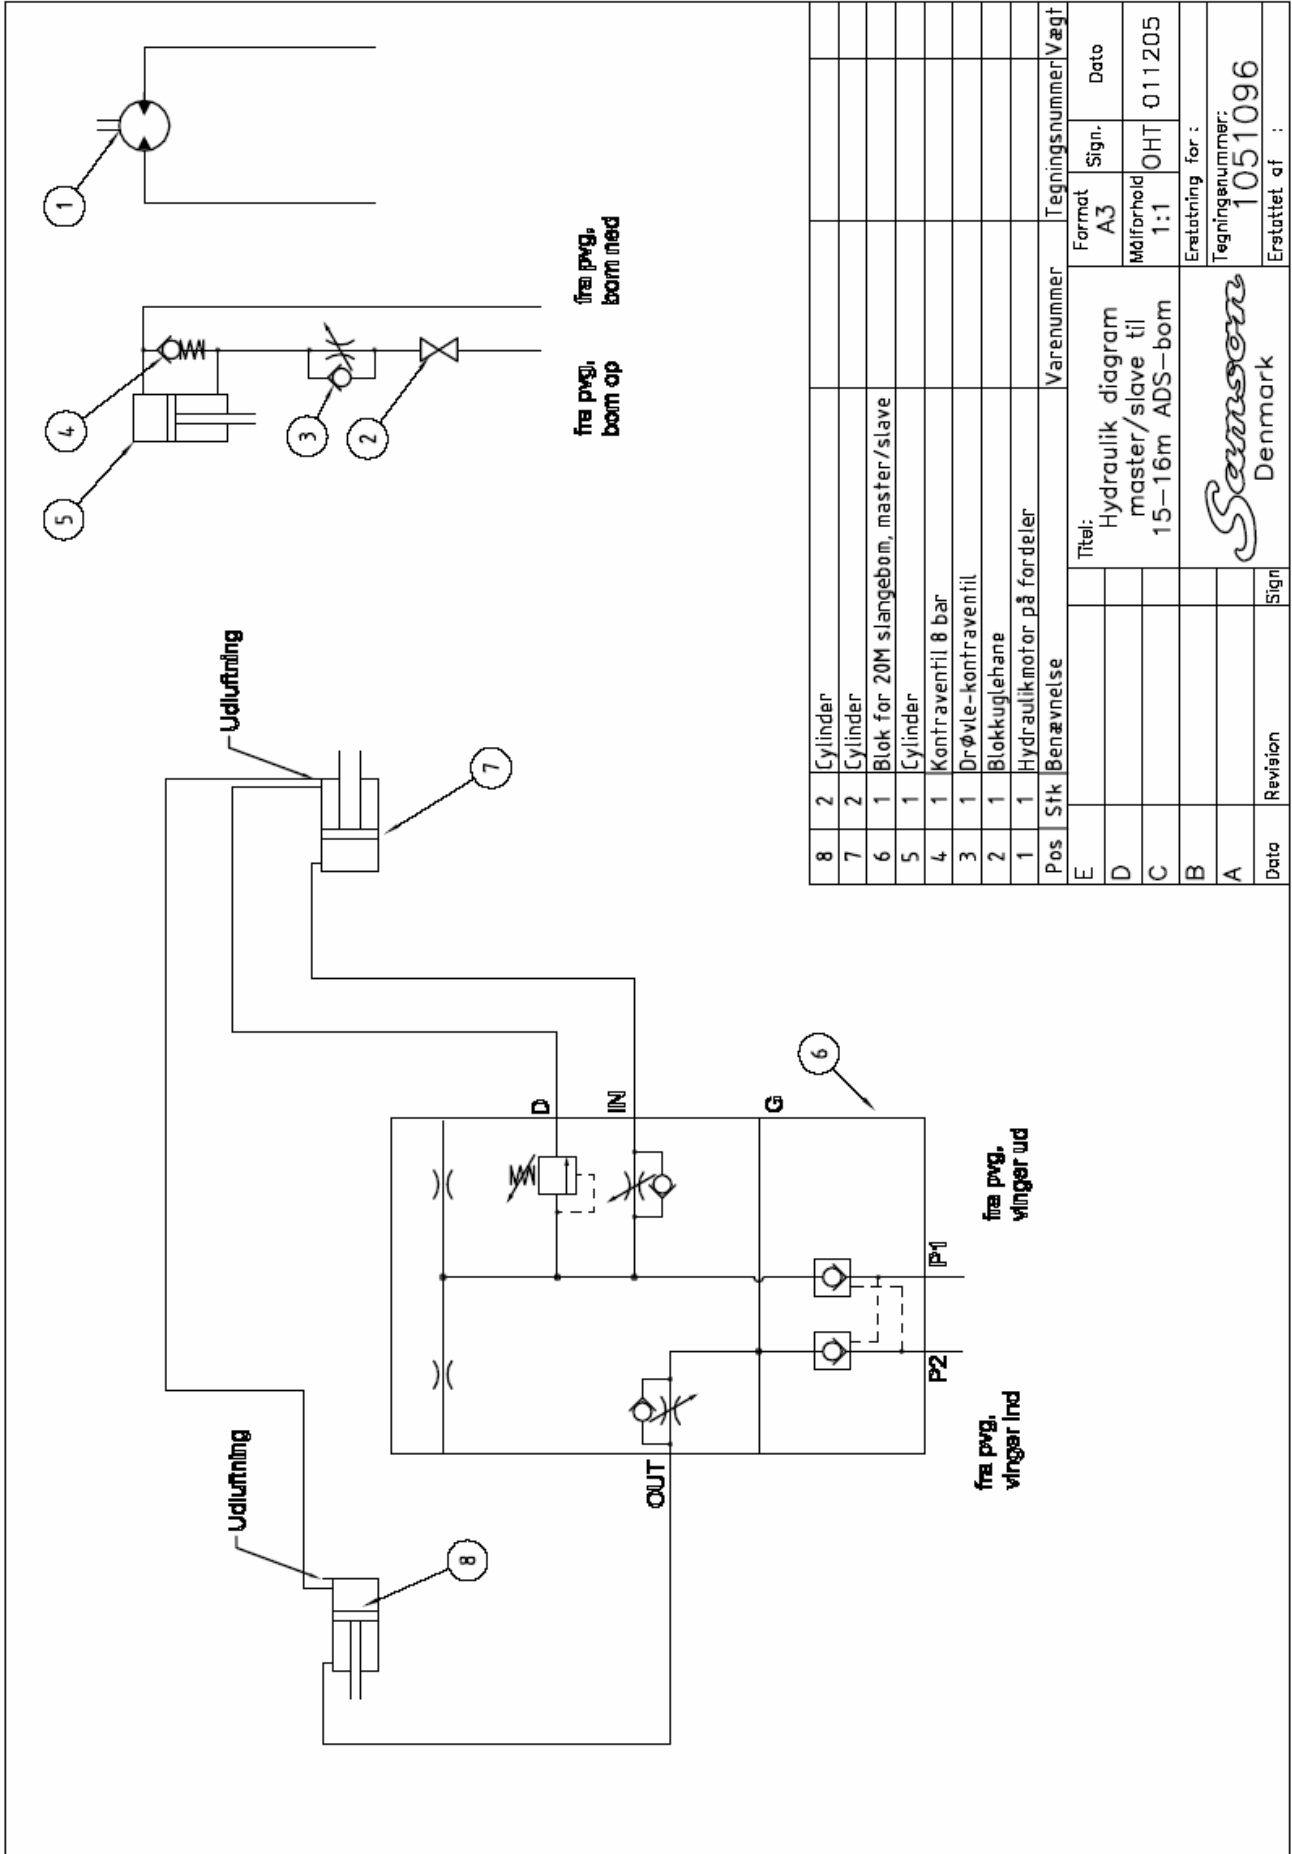 Udluftning
8
OUT
Udluftning
7
D
IN
G
6
P2
P1
fra pvg,
vinger ind
fra pvg,
vinger ud
5
4
3
2
fra pvg,
bom op
fra pvg,
bom ned
1
8 2 Cylinder
7 2 Cylinder
6 1 Blok for 20M slangebom, master/slave
5 1 Cylinder
4 1 Kontraventil 8 bar
3 1 Drøvle-kontraventil
2 1 Blokkuglehane
1 1 Hydraulikmotor på fordeler
Pos Stk Benævnelse Varenummer Tegningsnummer Vægt
E
D
C
B
A
Dato Revision Sign
Titel:
Hydraulik diagram
master/slave til
15-16m ADS-bom
Format
A3
Sign.
Dato
Målforhold
1:1
OHT
011205
Samson
Denmark
Erstatning for :
Tegningsnummer:
1051096
Erstattet af :